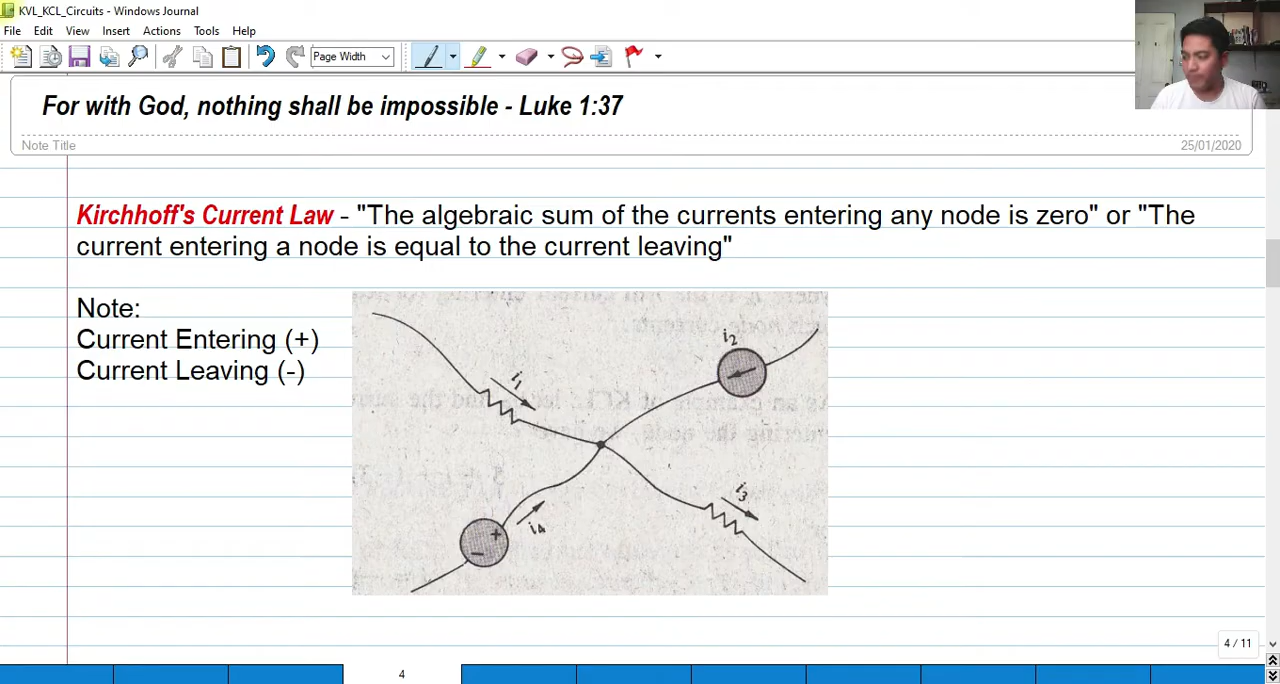 KVL_KCL_Circuits - Windows Journal
File Edit View Insert Actions Tools Help
Page Width
For with God, nothing shall be impossible - Luke 1:37
Note Title
25/01/2020
Kirchhoff's Current Law - "The algebraic sum of the currents entering any node is zero" or "The
current entering a node is equal to the current leaving"
Note:
Current Entering (+)
Current Leaving (-)
i1
i2
i3
i4
+
-
4 / 11
4